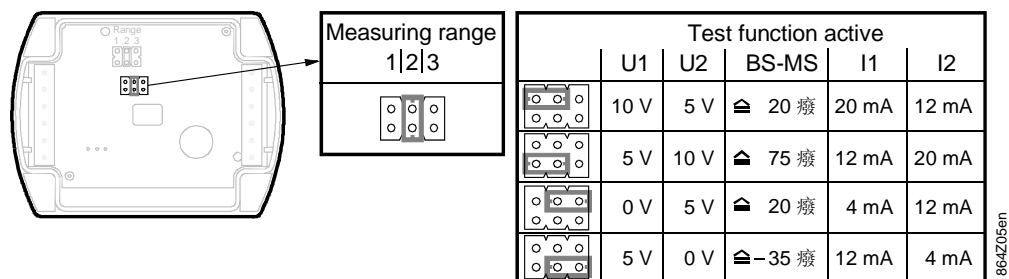 Range
1 2 3
Measuring range
1 2 3
Test function active
U1 U2 BS-MS I1 I2
10 V 5 V ≙ 20 癈 20 mA 12 mA
5 V 10 V ≙ 75 癈 12 mA 20 mA
0 V 5 V ≙ 20 癈 4 mA 12 mA
5 V 0 V ≙ –35 癈 12 mA 4 mA
864Z05en